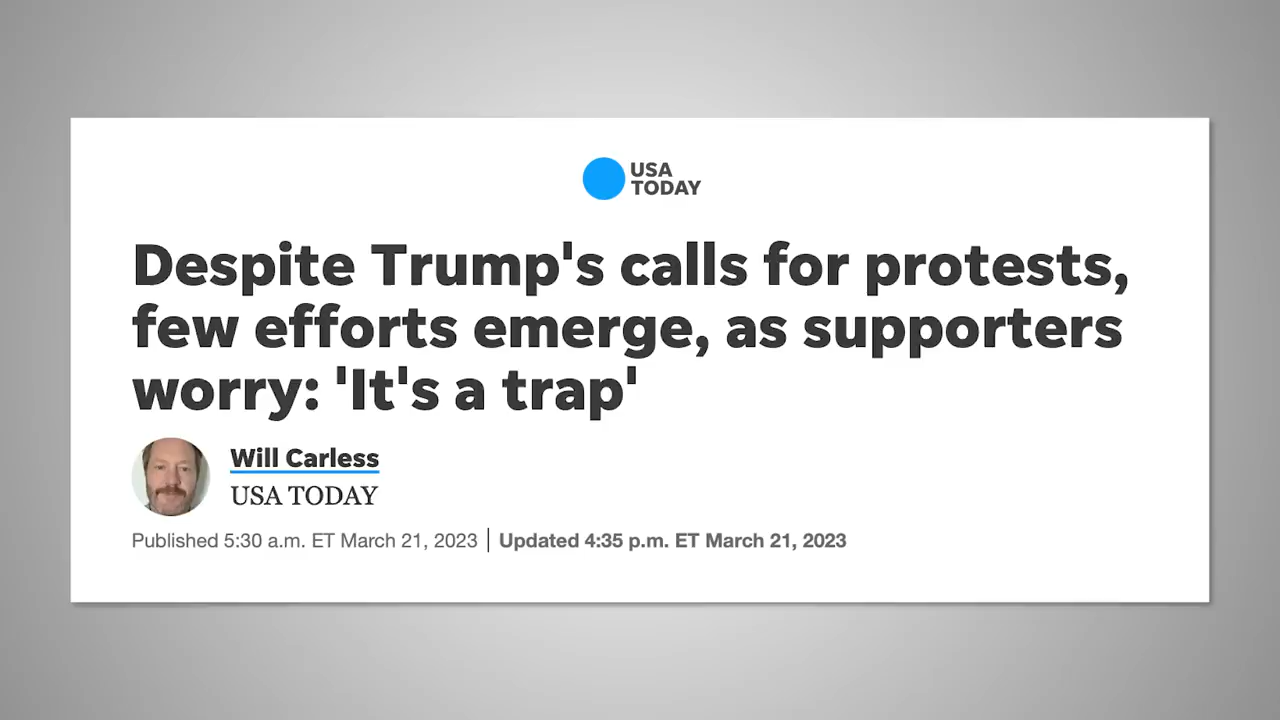 USA
TODAY
Despite Trump's calls for protests,
few efforts emerge, as supporters
worry: 'It's a trap'
Will Carless
USA TODAY
Published 5:30 a.m. ET March 21, 2023 | Updated 4:35 p.m. ET March 21, 2023